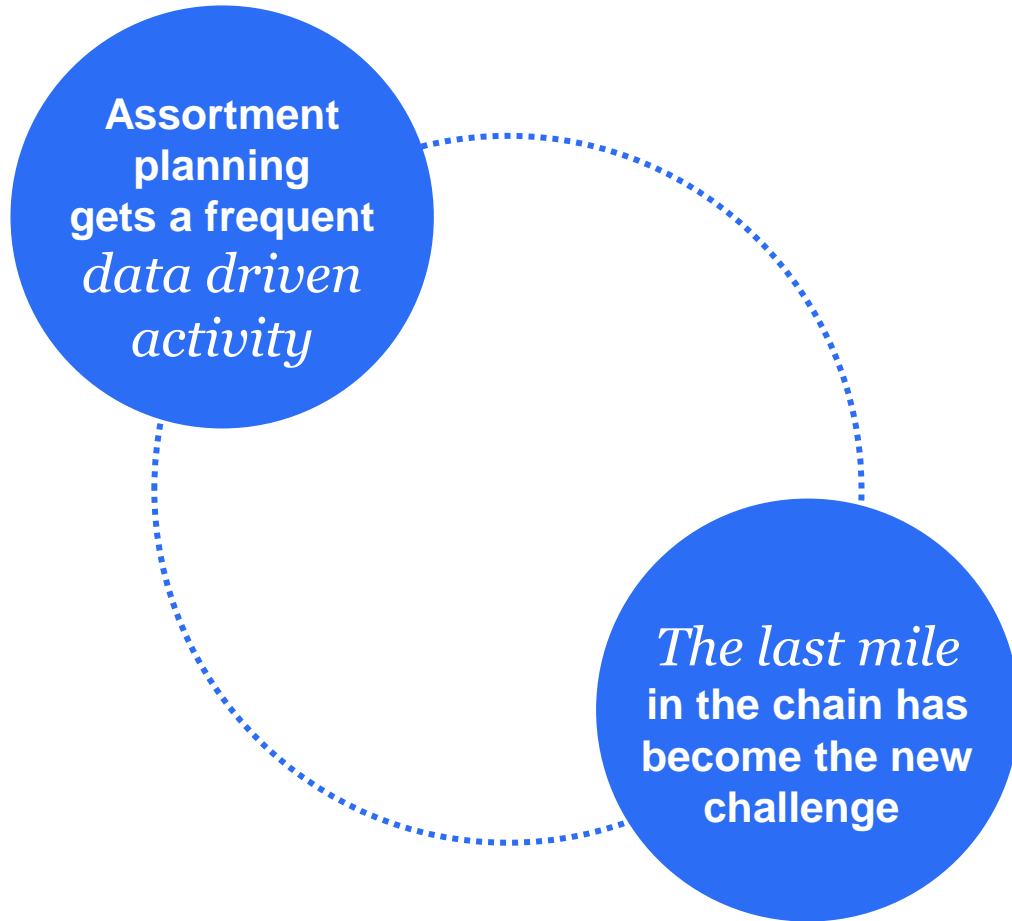 Assortment
planning
gets a frequent
data driven
activity
The last mile
in the chain has
become the new
challenge